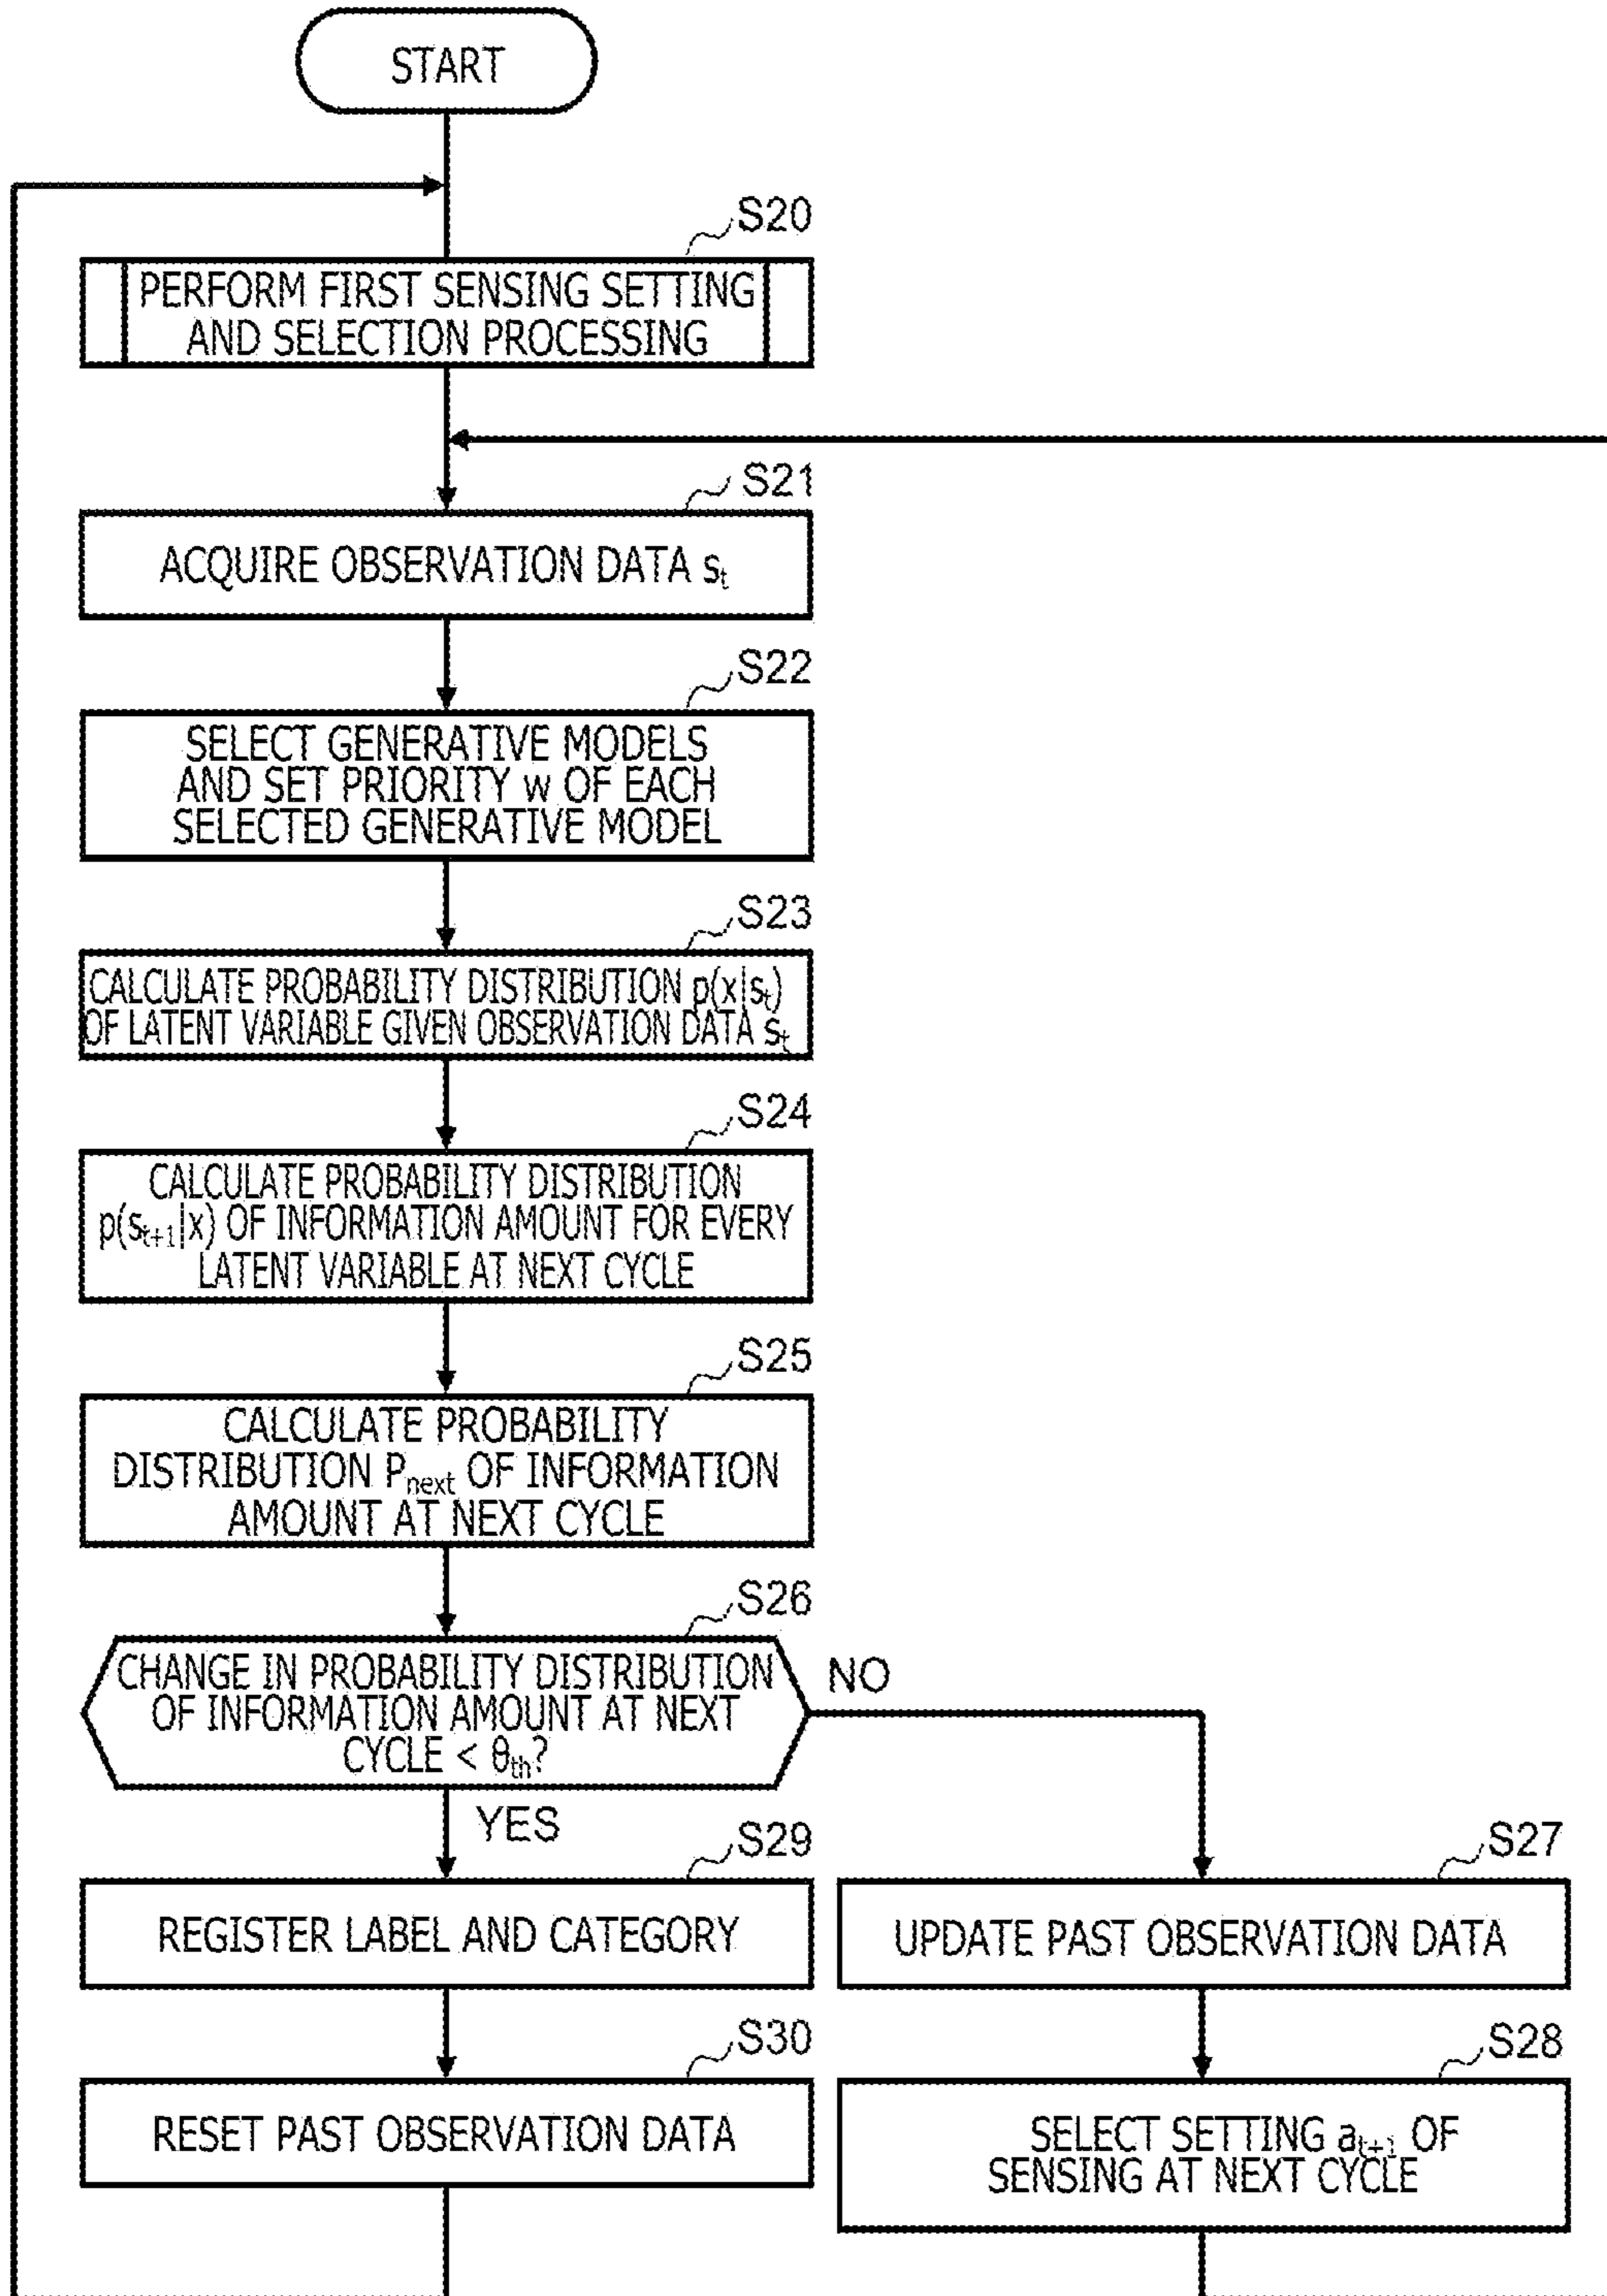 START
S20
PERFORM FIRST SENSING SETTING
AND SELECTION PROCESSING
S21
ACQUIRE OBSERVATION DATA sₜ
S22
SELECT GENERATIVE MODELS
AND SET PRIORITY w OF EACH
SELECTED GENERATIVE MODEL
S23
CALCULATE PROBABILITY DISTRIBUTION p(x|sₜ)
OF LATENT VARIABLE GIVEN OBSERVATION DATA sₜ
S24
CALCULATE PROBABILITY DISTRIBUTION
p(sₜ₊₁|x) OF INFORMATION AMOUNT FOR EVERY
LATENT VARIABLE AT NEXT CYCLE
S25
CALCULATE PROBABILITY
DISTRIBUTION P_next OF INFORMATION
AMOUNT AT NEXT CYCLE
S26
CHANGE IN PROBABILITY DISTRIBUTION
OF INFORMATION AMOUNT AT NEXT
CYCLE < θ_th?
NO
YES
S29
REGISTER LABEL AND CATEGORY
S27
UPDATE PAST OBSERVATION DATA
S30
RESET PAST OBSERVATION DATA
S28
SELECT SETTING aₜ₊₁ OF
SENSING AT NEXT CYCLE